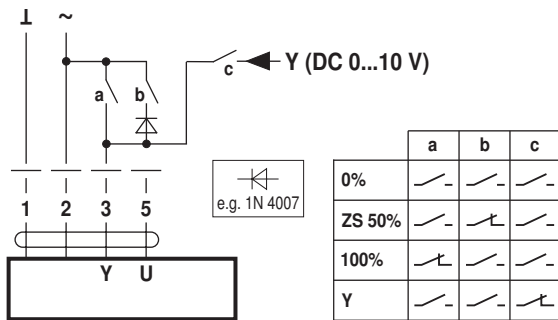 ⊥ ~
a b c Y (DC 0...10 V)
1 2 3 5
e.g. 1N 4007
Y U
a b c
0%
ZS 50%
100%
Y